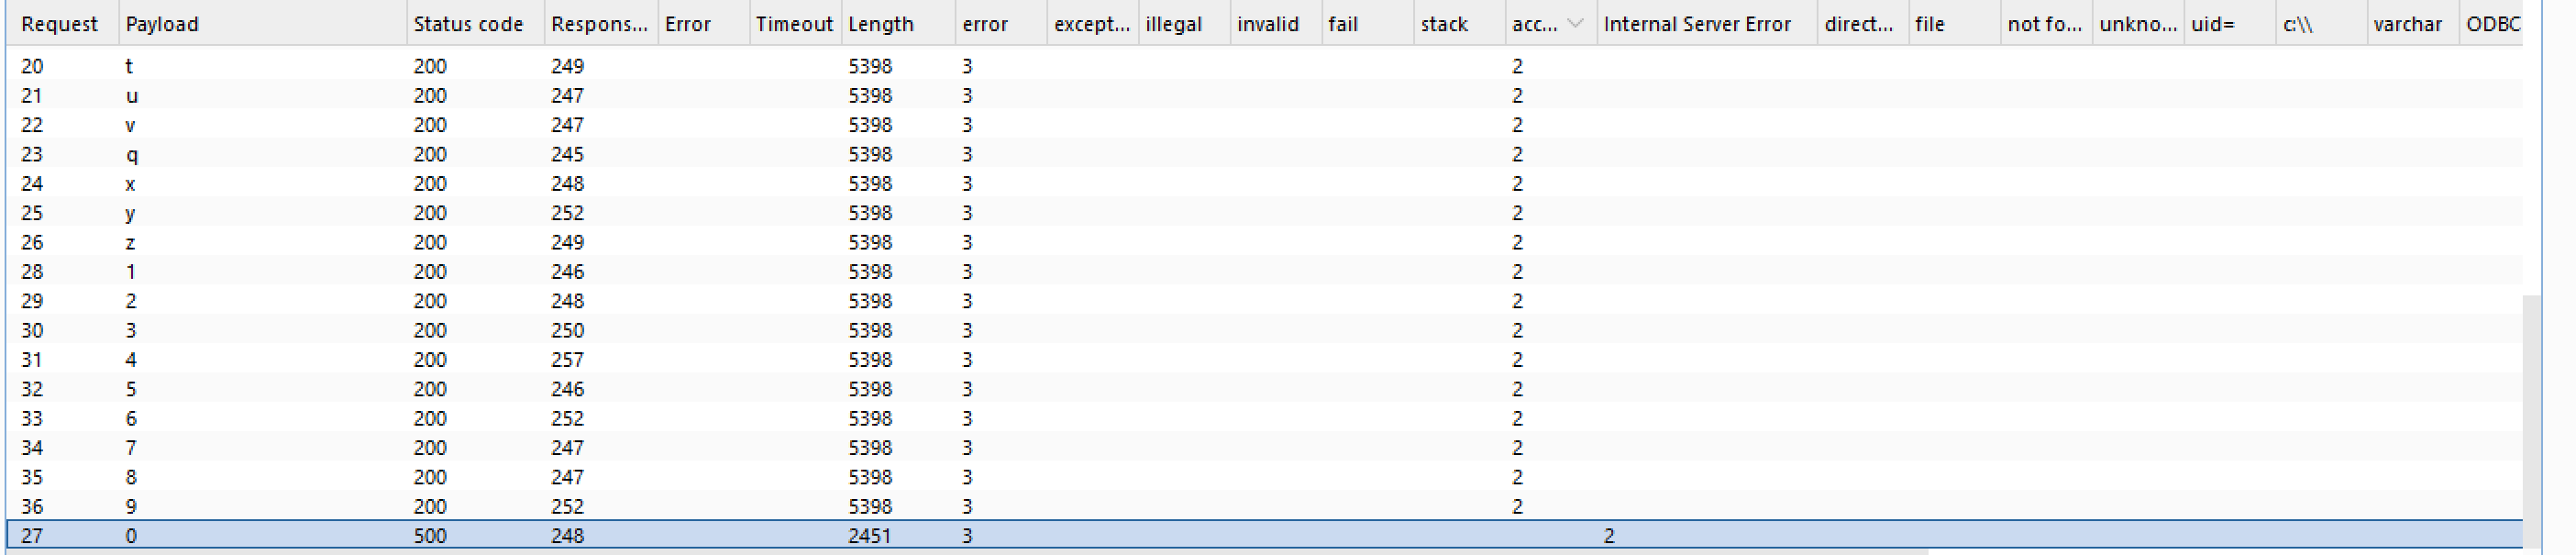 Request Payload Status code Respons... Error Timeout Length error except... illegal invalid fail stack acc... Internal Server Error direct... file not fo... unkno... uid= c:\\ varchar ODBC
20 t 200 249 5398 3 2
21 u 200 247 5398 3 2
22 v 200 247 5398 3 2
23 q 200 245 5398 3 2
24 x 200 248 5398 3 2
25 y 200 252 5398 3 2
26 z 200 249 5398 3 2
28 1 200 246 5398 3 2
29 2 200 248 5398 3 2
30 3 200 250 5398 3 2
31 4 200 257 5398 3 2
32 5 200 246 5398 3 2
33 6 200 252 5398 3 2
34 7 200 247 5398 3 2
35 8 200 247 5398 3 2
36 9 200 252 5398 3 2
27 0 500 248 2451 3 2